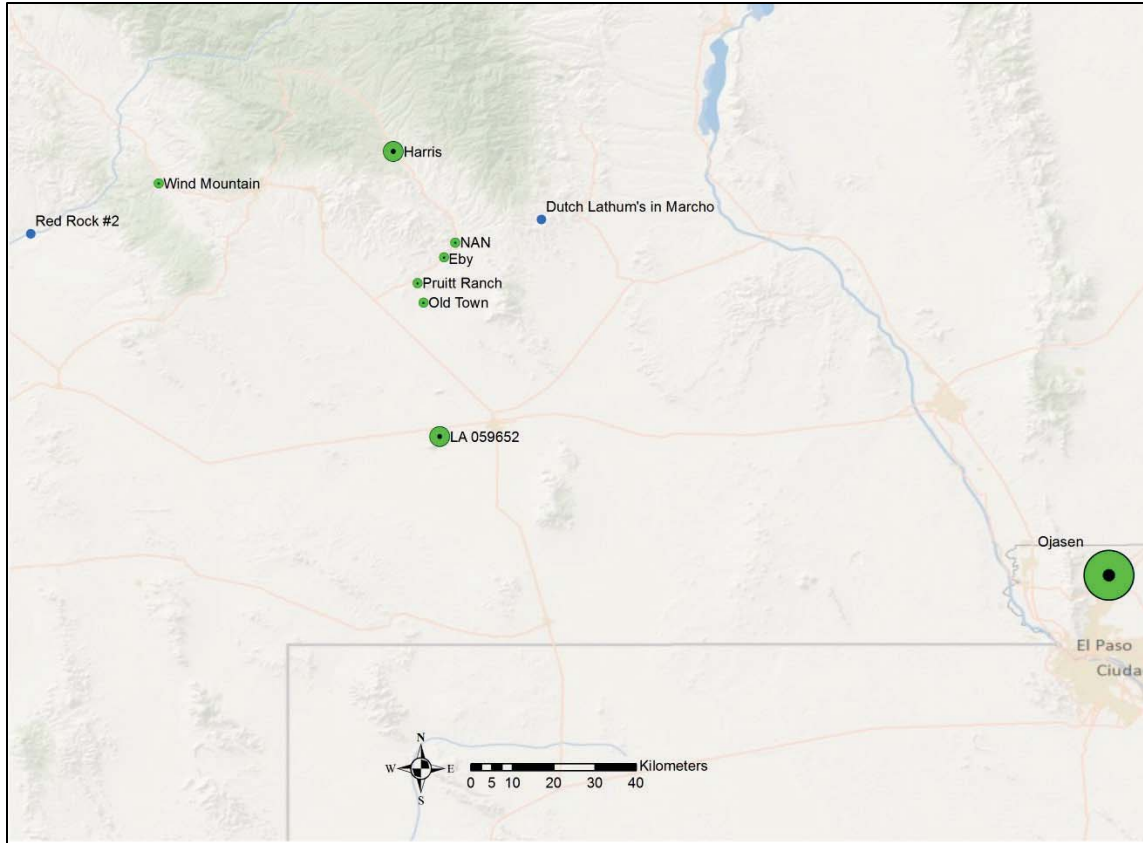 Harris
Wind Mountain
Dutch Lathum's in Marcho
Red Rock #2
NAN
Eby
Pruitt Ranch
Old Town
LA 059652
Ojasen
El Paso
Ciuda
N
W E
S
Kilometers
0 5 10 20 30 40